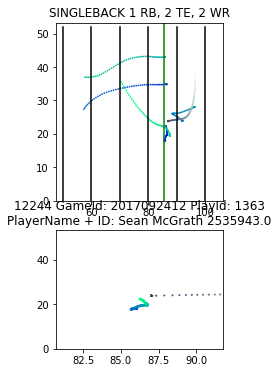 SINGLEBACK 1 RB, 2 TE, 2 WR
50
40
30
20
10
0
60 80 100
12244 GameId: 2017092412 PlayId: 1363
PlayerName + ID: Sean McGrath 2535943.0
40
20
0
82.5 85.0 87.5 90.0